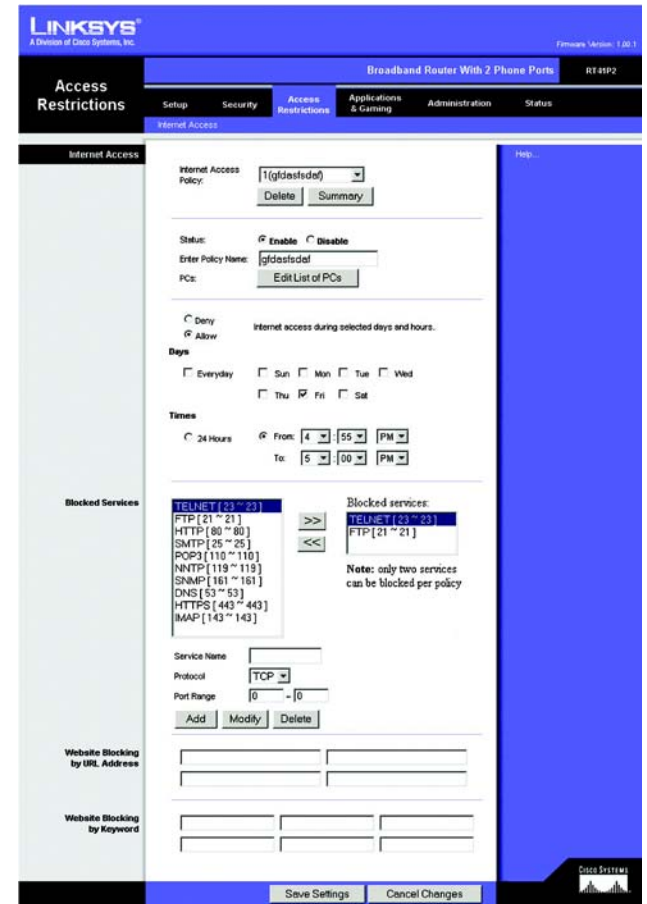 LINKSYS®
A Division of Cisco Systems, Inc.
Firmware Version: 1.00.1
Broadband Router With 2 Phone Ports
RT41P2
Access Restrictions
Setup
Security
Access Restrictions
Applications & Gaming
Administration
Status
Internet Access
Internet Access
Help...
Internet Access Policy:
1(gfdasfsdaf)
Delete
Summary
Status:
Enable
Disable
Enter Policy Name:
gfdasfsdaf
PCs:
Edit List of PCs
Deny
Allow
Internet access during selected days and hours.
Days
Everyday
Sun
Mon
Tue
Wed
Thu
Fri
Sat
Times
24 Hours
From: 4 : 55 PM
To: 5 : 00 PM
Blocked Services
TELNET [ 23 ~ 23 ]
FTP [ 21 ~ 21 ]
HTTP [ 80 ~ 80 ]
SMTP [ 25 ~ 25 ]
POP3 [ 110 ~ 110 ]
NNTP [ 119 ~ 119 ]
SNMP [ 161 ~ 161 ]
DNS [ 53 ~ 53 ]
HTTPS [ 443 ~ 443 ]
IMAP [ 143 ~ 143 ]
>>
<<
Blocked services:
TELNET [ 23 ~ 23 ]
FTP [ 21 ~ 21 ]
Note: only two services
can be blocked per policy
Service Name
Protocol
TCP
Port Range
0 ~ 0
Add
Modify
Delete
Website Blocking by URL Address
Website Blocking by Keyword
Save Settings
Cancel Changes
CISCO SYSTEMS